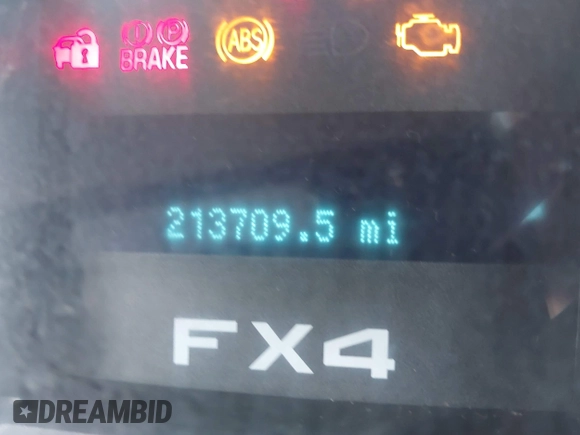 BRAKE
ABS
213709.5 mi
FX4
DREAMBID